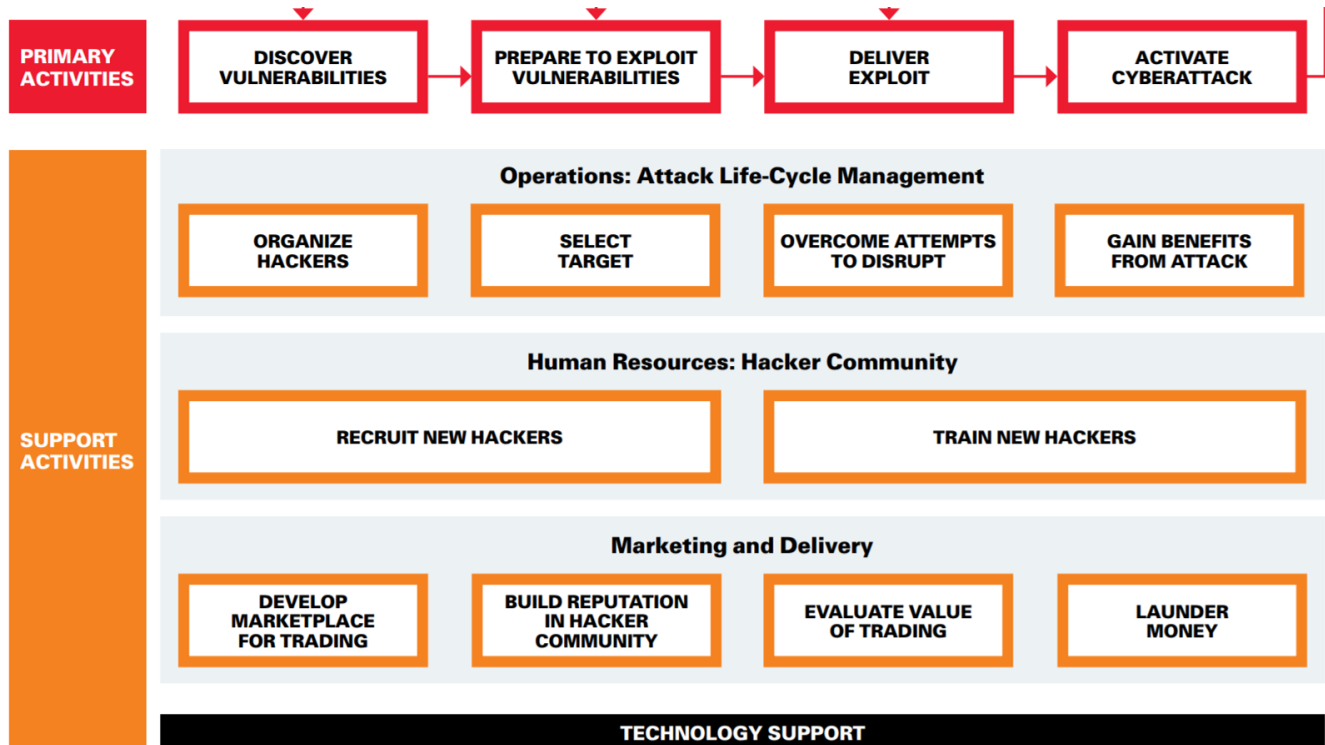 PRIMARY
ACTIVITIES
DISCOVER
VULNERABILITIES
PREPARE TO EXPLOIT
VULNERABILITIES
DELIVER
EXPLOIT
ACTIVATE
CYBERATTACK
SUPPORT
ACTIVITIES
Operations: Attack Life-Cycle Management
ORGANIZE
HACKERS
SELECT
TARGET
OVERCOME ATTEMPTS
TO DISRUPT
GAIN BENEFITS
FROM ATTACK
Human Resources: Hacker Community
RECRUIT NEW HACKERS
TRAIN NEW HACKERS
Marketing and Delivery
DEVELOP
MARKETPLACE
FOR TRADING
BUILD REPUTATION
IN HACKER
COMMUNITY
EVALUATE VALUE
OF TRADING
LAUNDER
MONEY
TECHNOLOGY SUPPORT